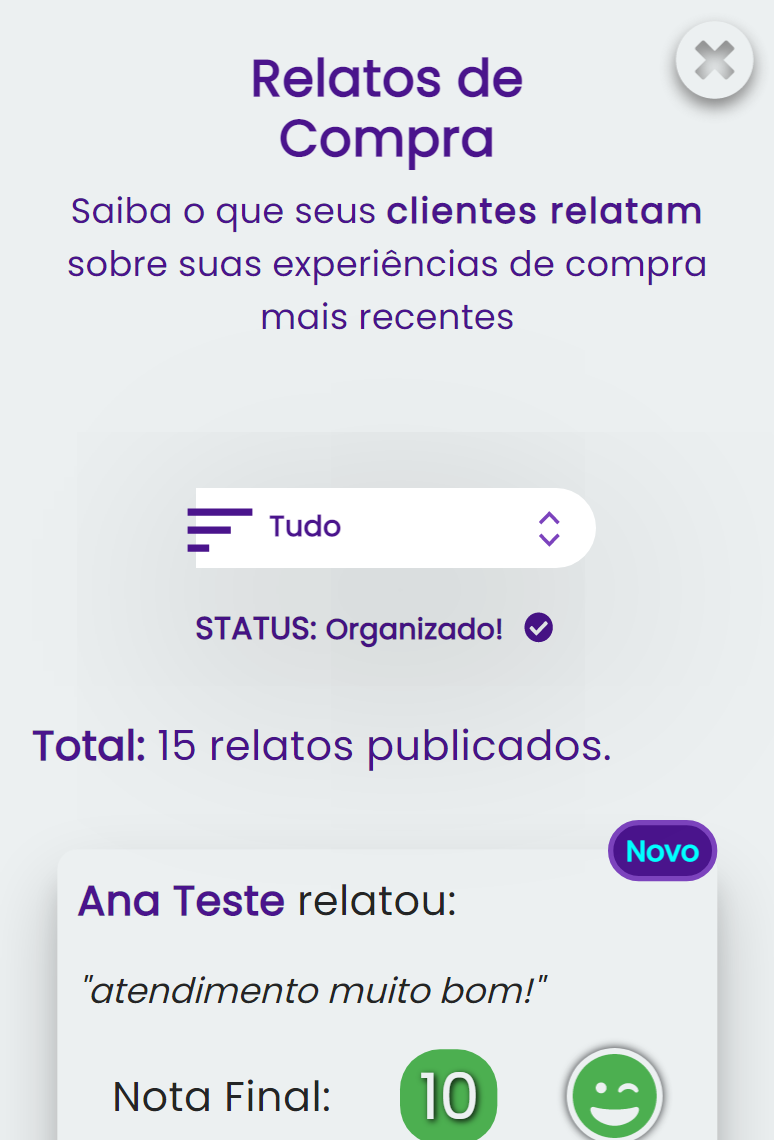 Relatos de
Compra
Saiba o que seus clientes relatam
sobre suas experiências de compra
mais recentes
Tudo
STATUS: Organizado!
Total: 15 relatos publicados.
Novo
Ana Teste relatou:
"atendimento muito bom!"
Nota Final: 10